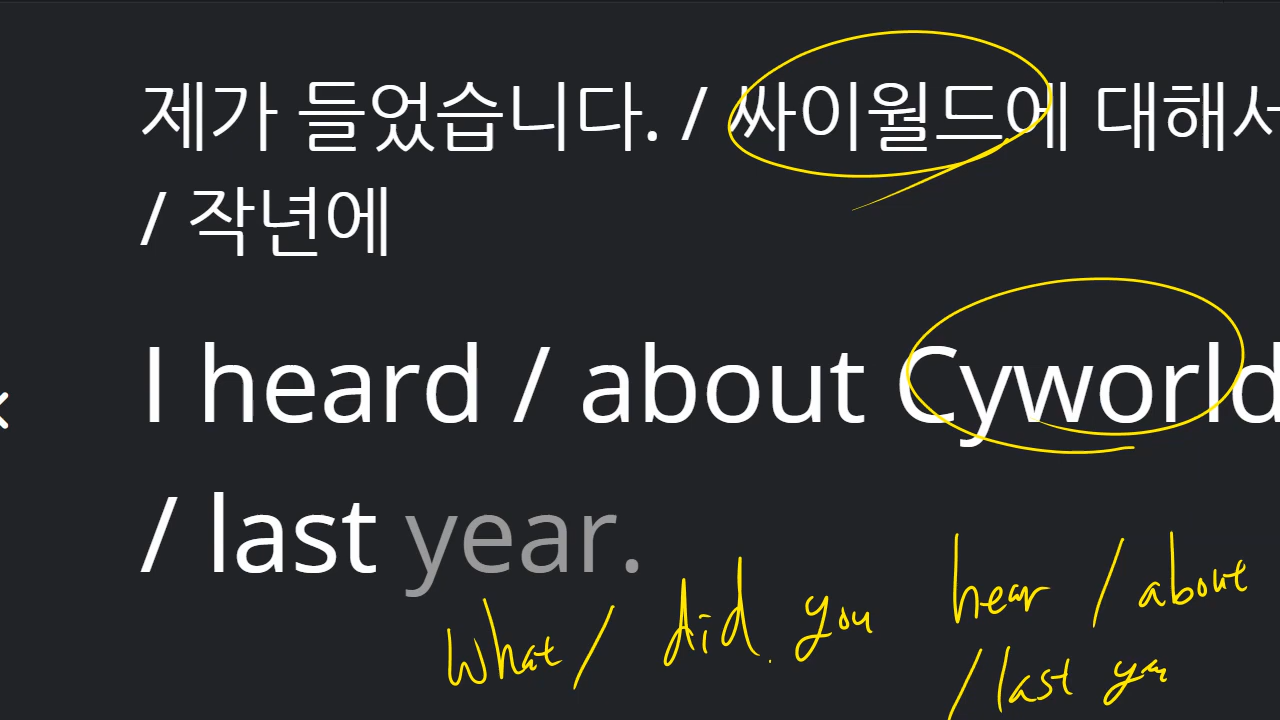 제가 들었습니다. / 싸이월드에 대해서
/ 작년에
I heard / about Cyworld
/ last year.
What / did you hear / about
/ last